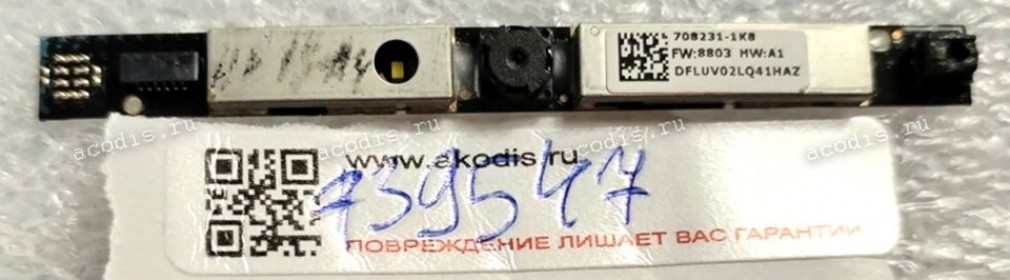 708231-1K8
FW:8803 HW:A1
DFLUV02LQ41HAZ
www.akodis.ru
739547
ПОВРЕЖДЕНИЕ ЛИШАЕТ ВАС ГАРАНТИИ
acodis.ru
acodis.ru
acodis.ru
acodis.ru